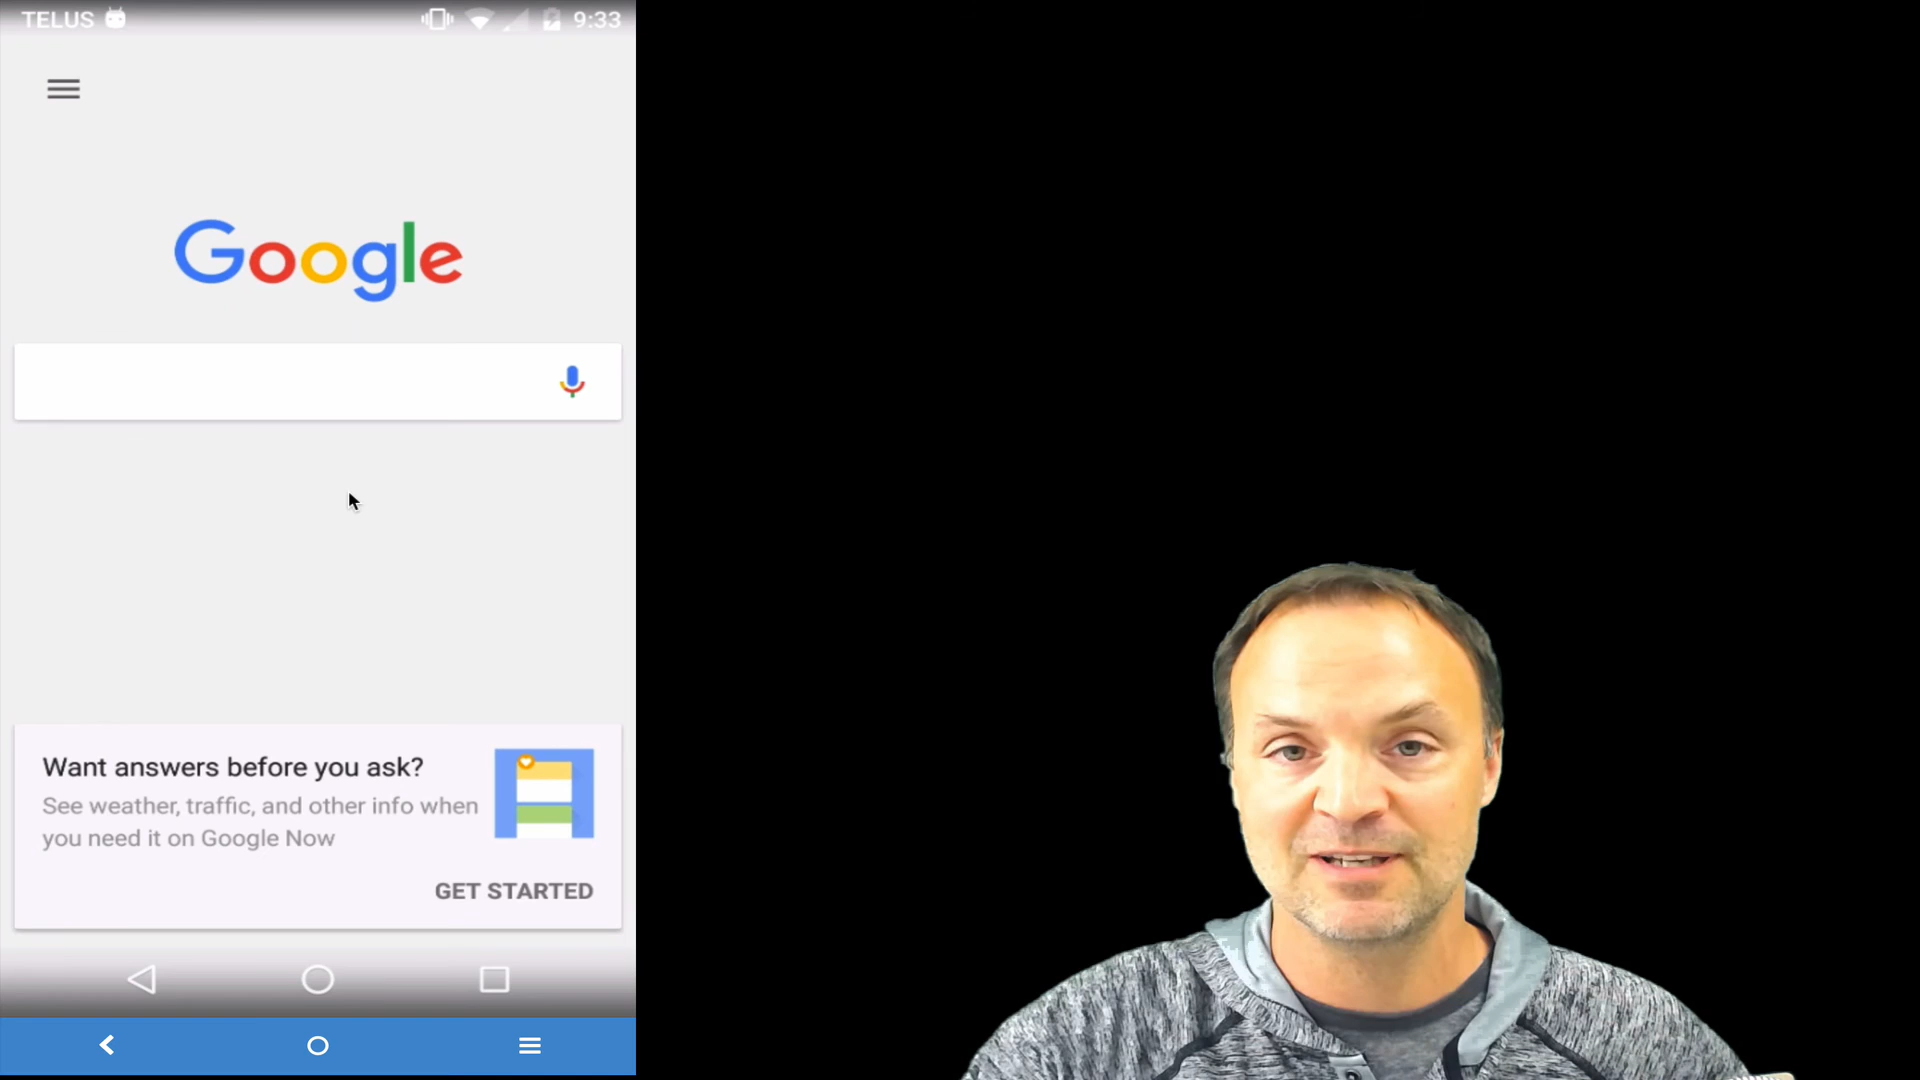 TELUS 9:33
Google
Want answers before you ask?
See weather, traffic, and other info when
you need it on Google Now
GET STARTED